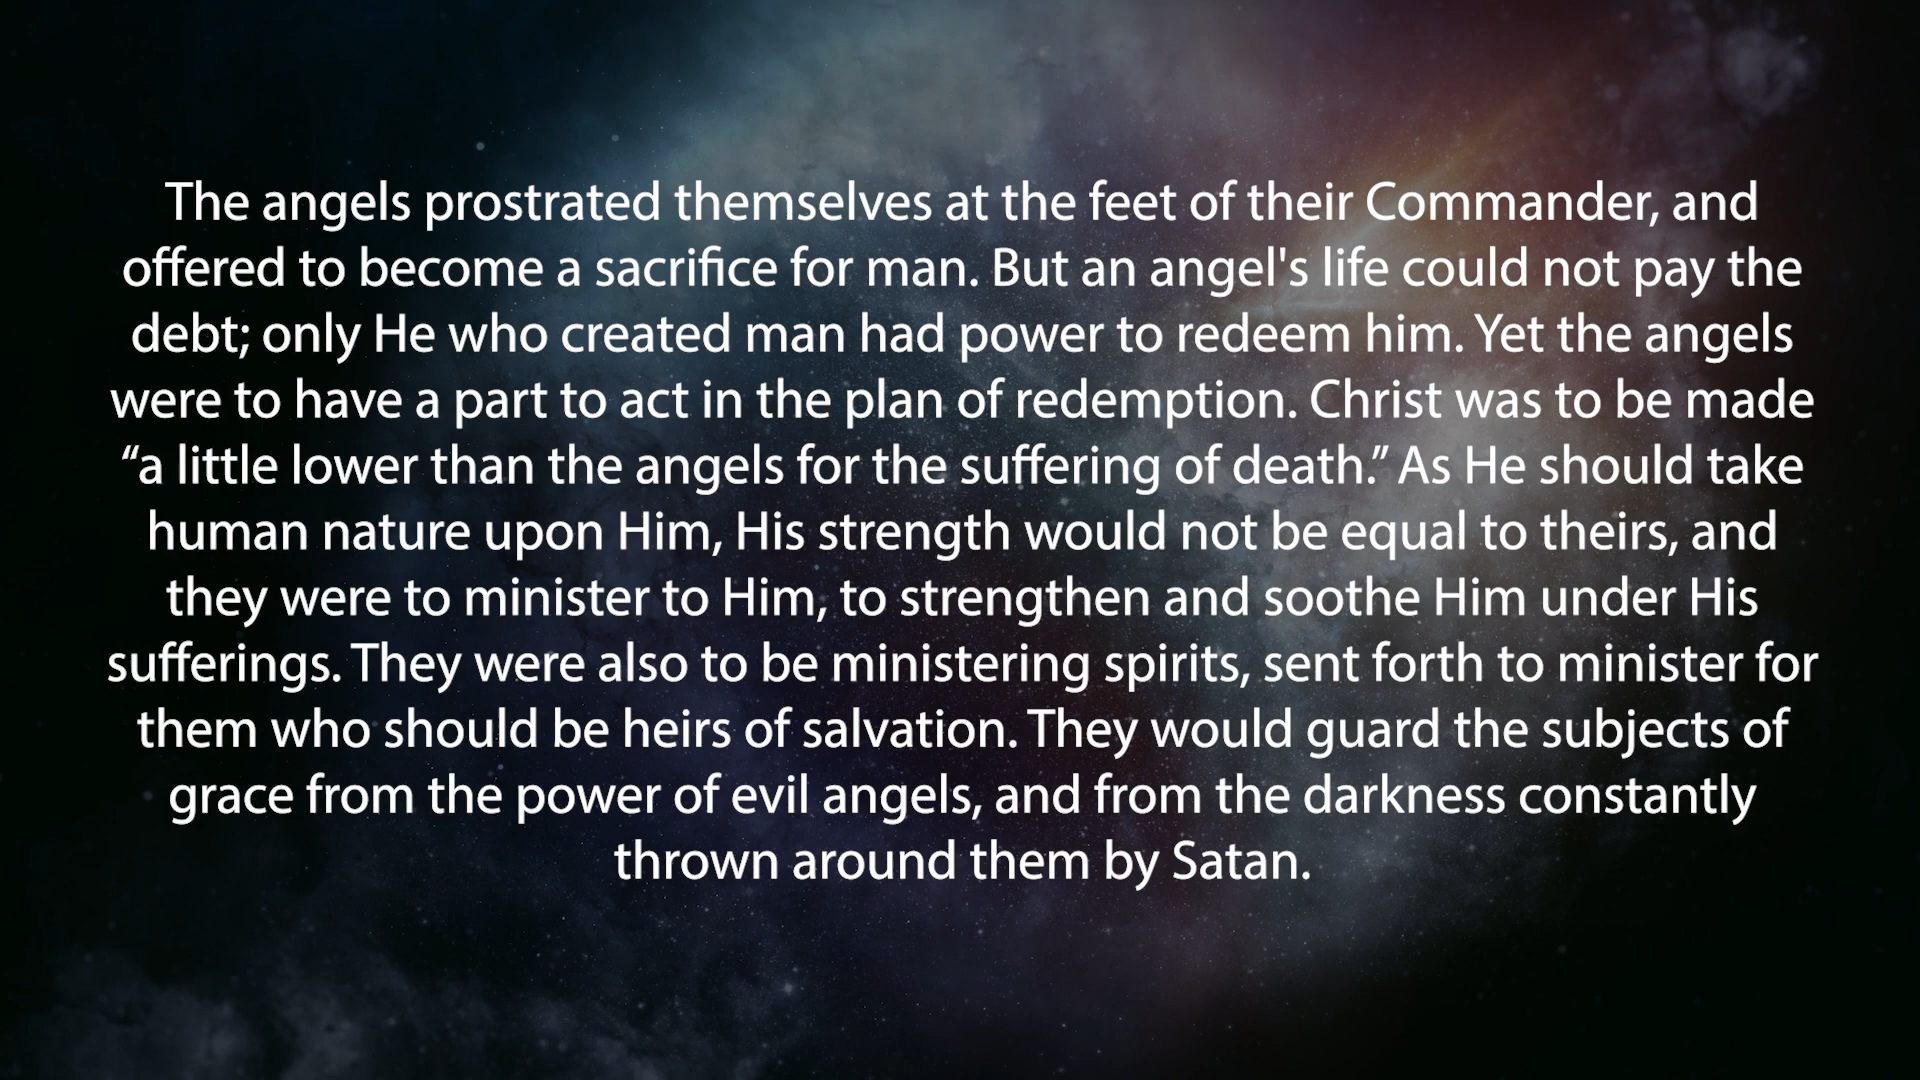 The angels prostrated themselves at the feet of their Commander, and
offered to become a sacrifice for man. But an angel's life could not pay the
debt; only He who created man had power to redeem him. Yet the angels
were to have a part to act in the plan of redemption. Christ was to be made
“a little lower than the angels for the suffering of death.” As He should take
human nature upon Him, His strength would not be equal to theirs, and
they were to minister to Him, to strengthen and soothe Him under His
sufferings. They were also to be ministering spirits, sent forth to minister for
them who should be heirs of salvation. They would guard the subjects of
grace from the power of evil angels, and from the darkness constantly
thrown around them by Satan.